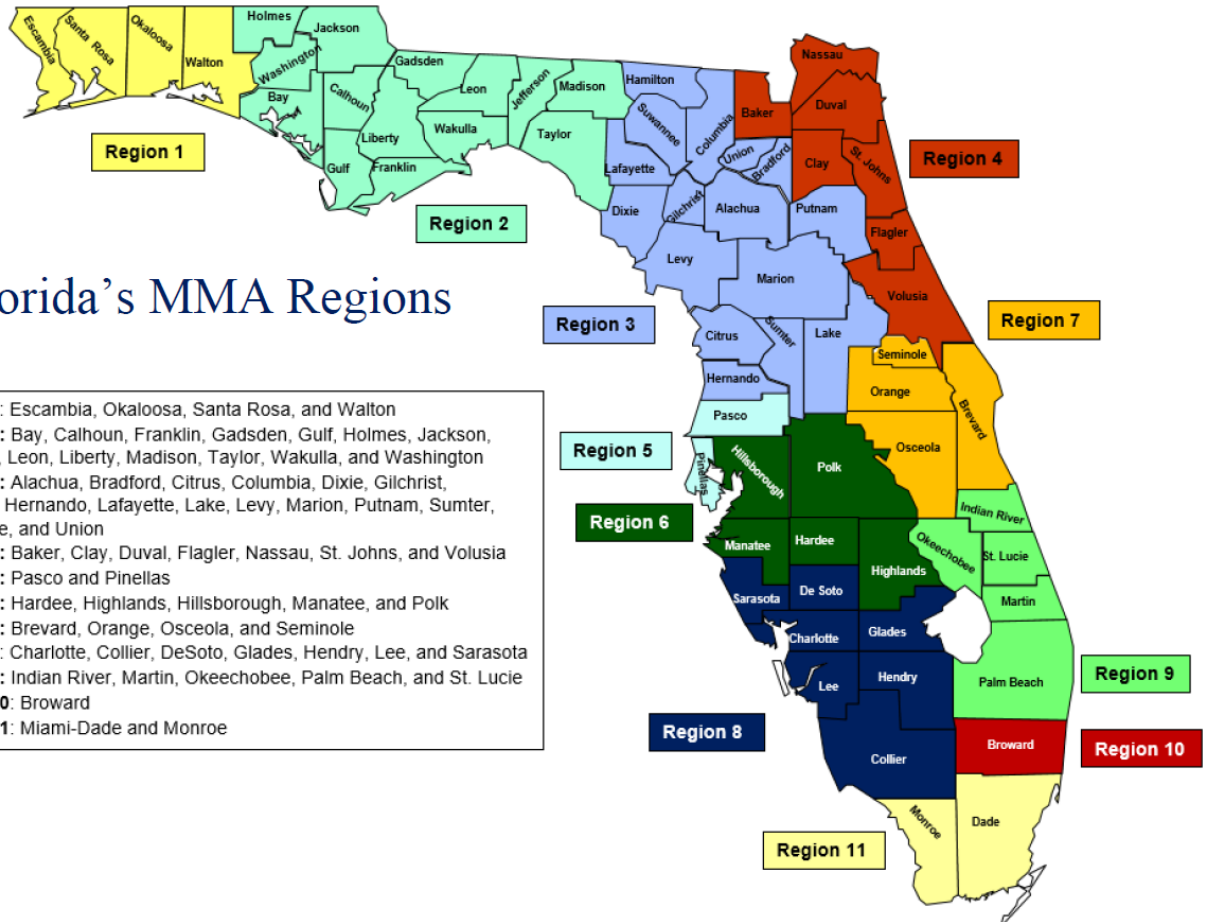 Escambia
Santa Rosa
Okaloosa
Walton
Holmes
Jackson
Washington
Bay
Calhoun
Gulf
Liberty
Franklin
Gadsden
Leon
Wakulla
Jefferson
Madison
Taylor
Hamilton
Suwannee
Columbia
Lafayette
Dixie
Gilchrist
Union
Bradford
Alachua
Putnam
Levy
Marion
Citrus
Sumter
Lake
Hernando
Baker
Nassau
Duval
Clay
St. Johns
Flagler
Volusia
Seminole
Orange
Osceola
Brevard
Pasco
Pinellas
Hillsborough
Polk
Manatee
Hardee
Highlands
Sarasota
De Soto
Charlotte
Glades
Lee
Hendry
Collier
Indian River
Okeechobee
St. Lucie
Martin
Palm Beach
Broward
Monroe
Dade
Region 1
Region 2
Region 3
Region 4
Region 5
Region 6
Region 7
Region 8
Region 9
Region 10
Region 11
orida's MMA Regions
: Escambia, Okaloosa, Santa Rosa, and Walton
: Bay, Calhoun, Franklin, Gadsden, Gulf, Holmes, Jackson,
, Leon, Liberty, Madison, Taylor, Wakulla, and Washington
: Alachua, Bradford, Citrus, Columbia, Dixie, Gilchrist,
Hernando, Lafayette, Lake, Levy, Marion, Putnam, Sumter,
e, and Union
: Baker, Clay, Duval, Flagler, Nassau, St. Johns, and Volusia
: Pasco and Pinellas
: Hardee, Highlands, Hillsborough, Manatee, and Polk
: Brevard, Orange, Osceola, and Seminole
: Charlotte, Collier, DeSoto, Glades, Hendry, Lee, and Sarasota
: Indian River, Martin, Okeechobee, Palm Beach, and St. Lucie
0: Broward
1: Miami-Dade and Monroe